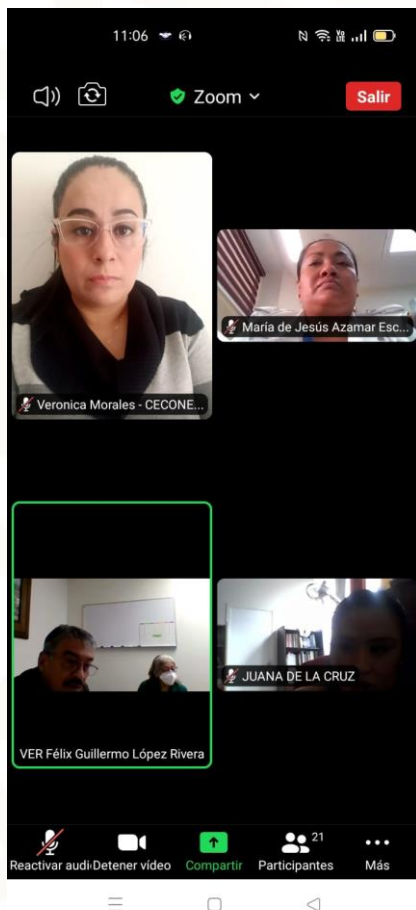 11:06
Zoom
Salir
Veronica Morales - CECONE...
María de Jesús Azamar Esc...
VER Félix Guillermo López Rivera
JUANA DE LA CRUZ
21
Reactivar audi
Detener vídeo
Compartir
Participantes
Más